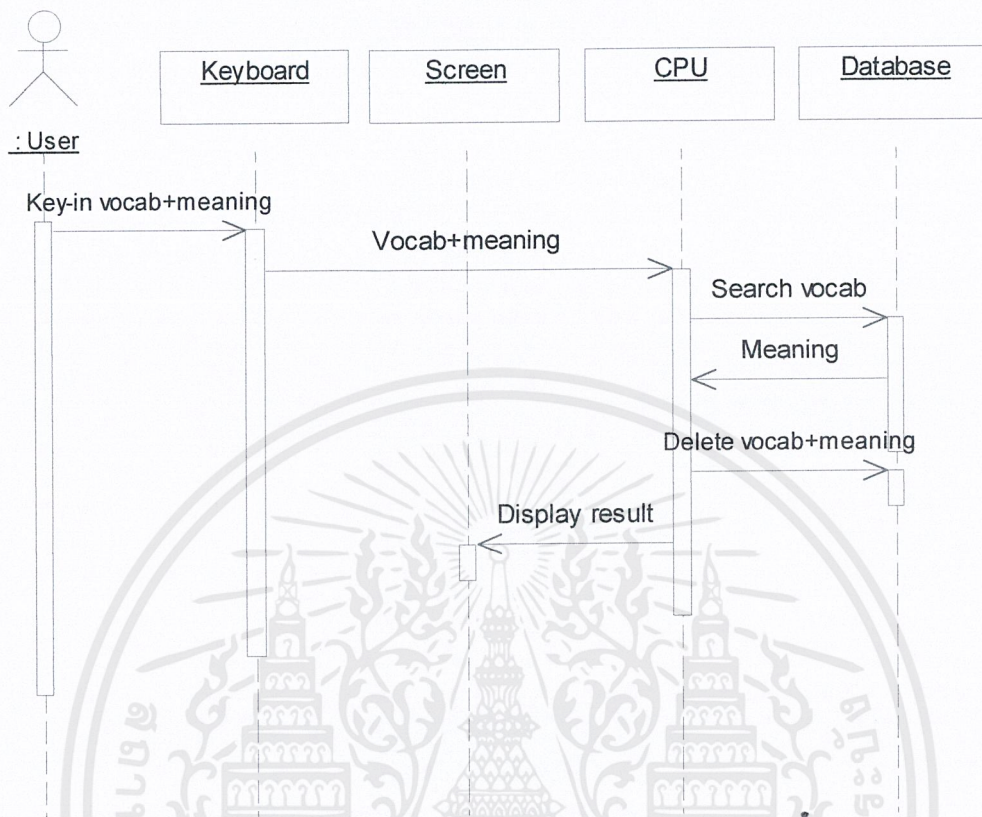 Keyboard
Screen
CPU
Database
: User
Key-in vocab+meaning
Vocab+meaning
Search vocab
Meaning
Delete vocab+meaning
Display result